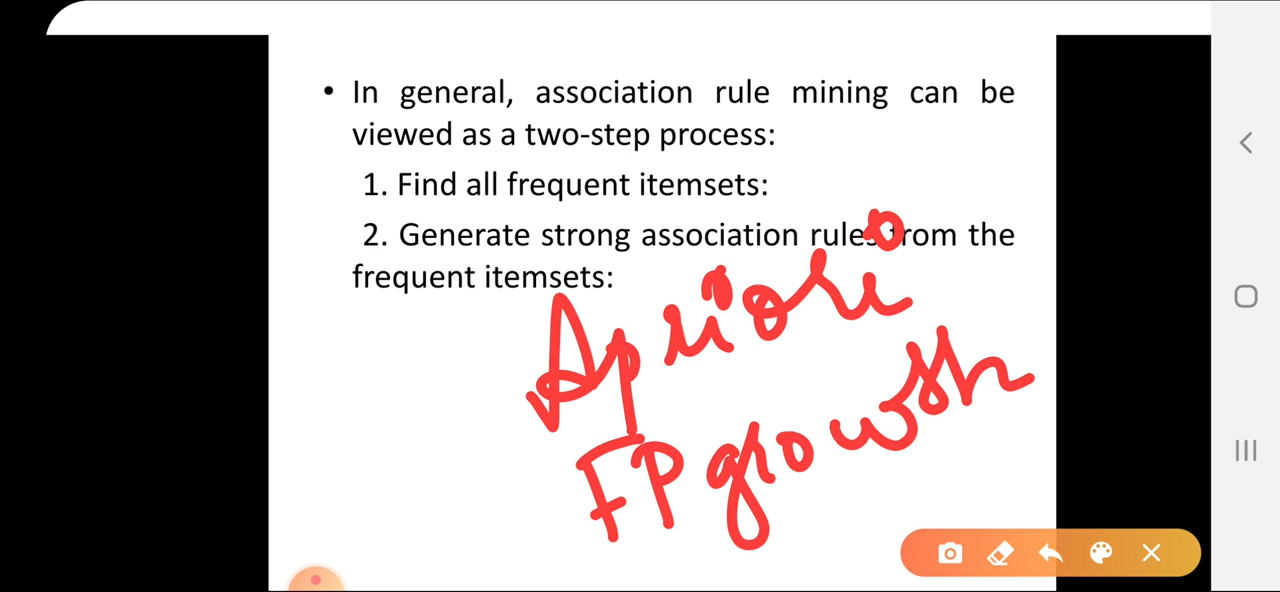 • In general, association rule mining can be
viewed as a two-step process:
1. Find all frequent itemsets:
2. Generate strong association rules from the
frequent itemsets:
Apriori
FP growth